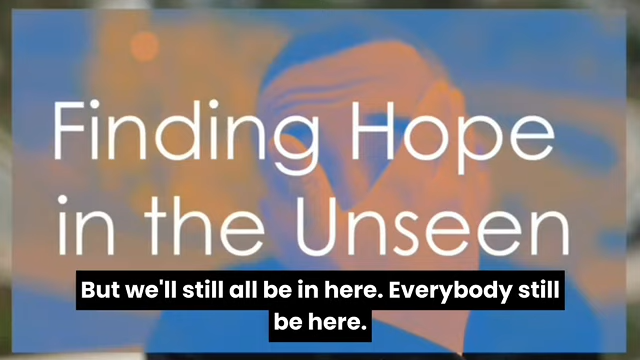 Finding Hope
in the Unseen
But we'll still all be in here. Everybody still
be here.